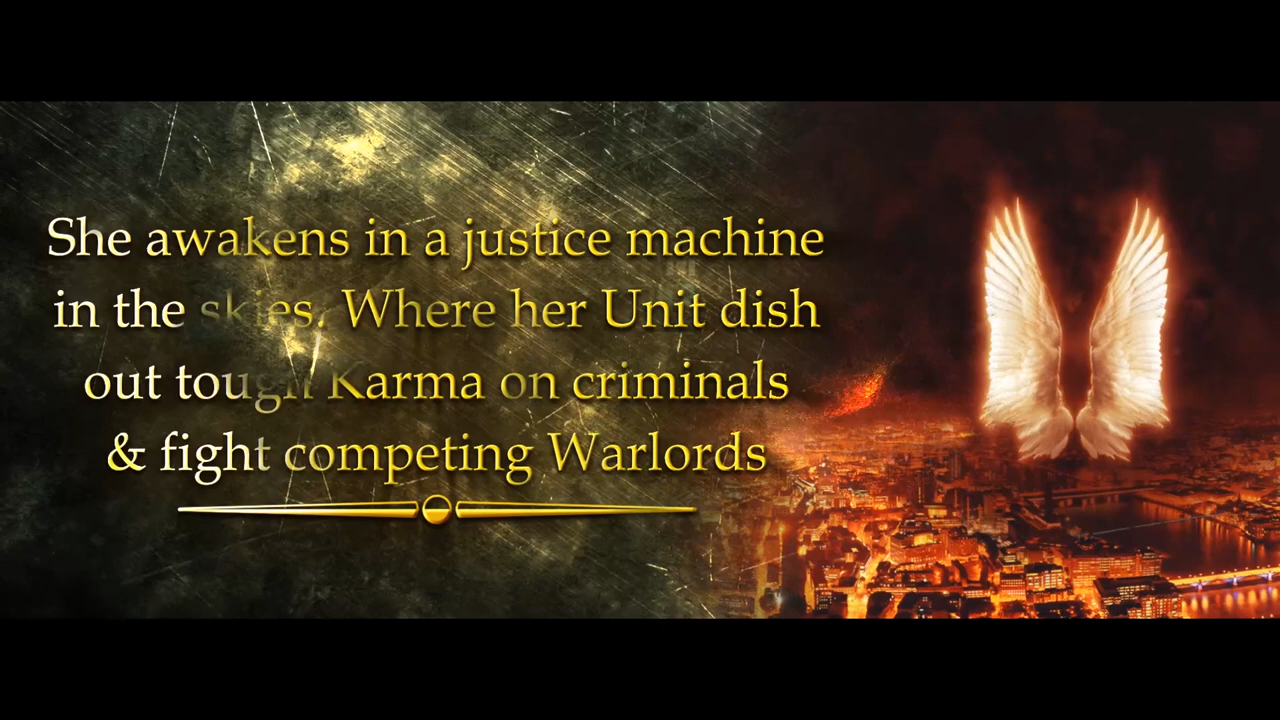 She awakens in a justice machine
in the skies. Where her Unit dish
out tough Karma on criminals
& fight competing Warlords